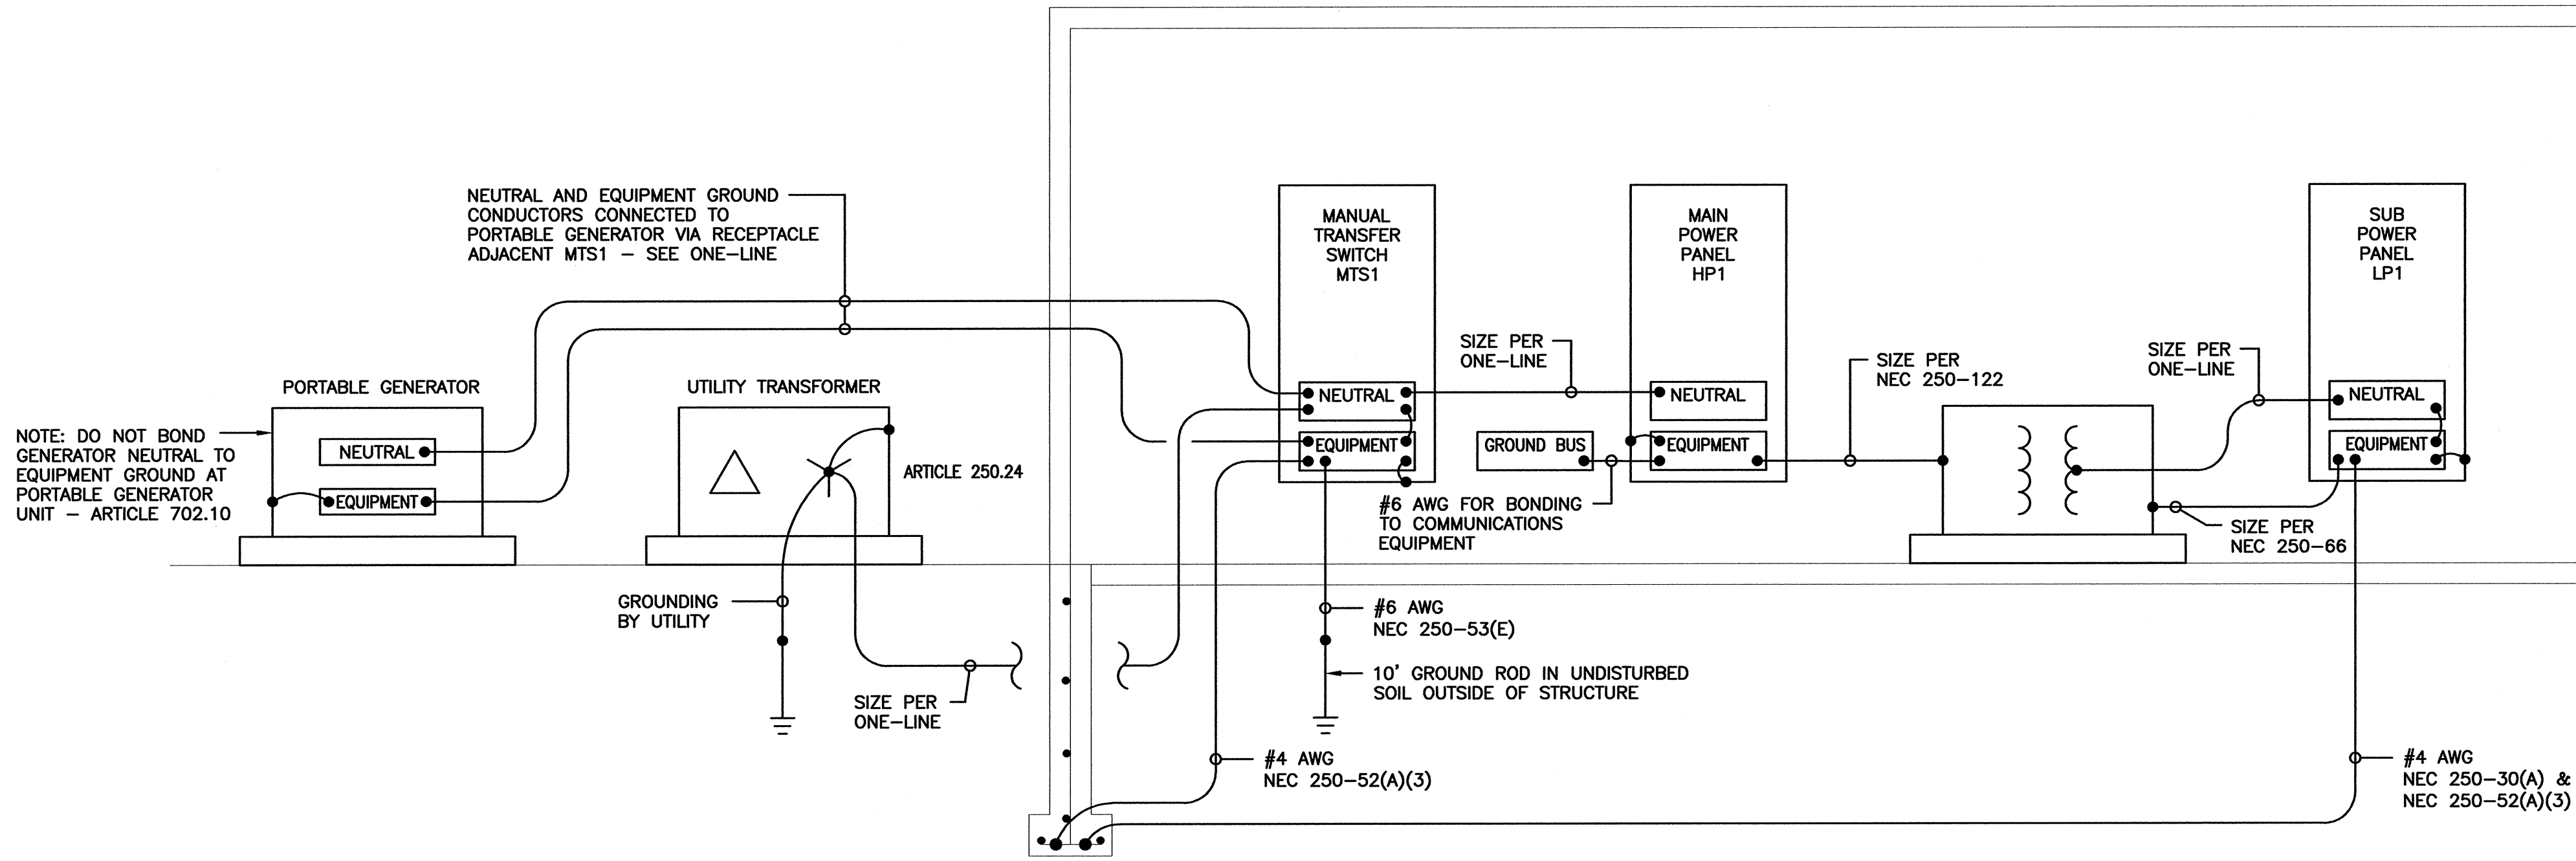 NEUTRAL AND EQUIPMENT GROUND
CONDUCTORS CONNECTED TO
PORTABLE GENERATOR VIA RECEPTACLE
ADJACENT MTS1 – SEE ONE–LINE
PORTABLE GENERATOR
NOTE: DO NOT BOND
GENERATOR NEUTRAL TO
EQUIPMENT GROUND AT
PORTABLE GENERATOR
UNIT – ARTICLE 702.10
NEUTRAL
EQUIPMENT
UTILITY TRANSFORMER
ARTICLE 250.24
GROUNDING
BY UTILITY
SIZE PER
ONE–LINE
MANUAL
TRANSFER
SWITCH
MTS1
NEUTRAL
EQUIPMENT
SIZE PER
ONE–LINE
GROUND BUS
#6 AWG FOR BONDING
TO COMMUNICATIONS
EQUIPMENT
MAIN
POWER
PANEL
HP1
NEUTRAL
EQUIPMENT
SIZE PER
NEC 250–122
SIZE PER
ONE–LINE
SUB
POWER
PANEL
LP1
NEUTRAL
EQUIPMENT
SIZE PER
NEC 250–66
#6 AWG
NEC 250–53(E)
10' GROUND ROD IN UNDISTURBED
SOIL OUTSIDE OF STRUCTURE
#4 AWG
NEC 250–52(A)(3)
#4 AWG
NEC 250–30(A) &
NEC 250–52(A)(3)